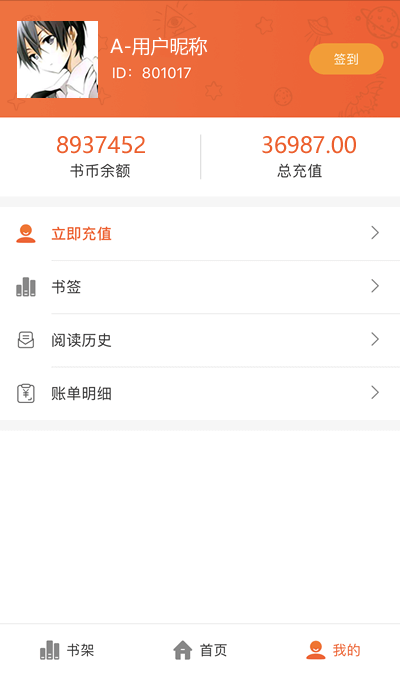 A-用户昵称
ID：801017
签到
8937452
书币余额
36987.00
总充值
立即充值
书签
阅读历史
账单明细
书架
首页
我的